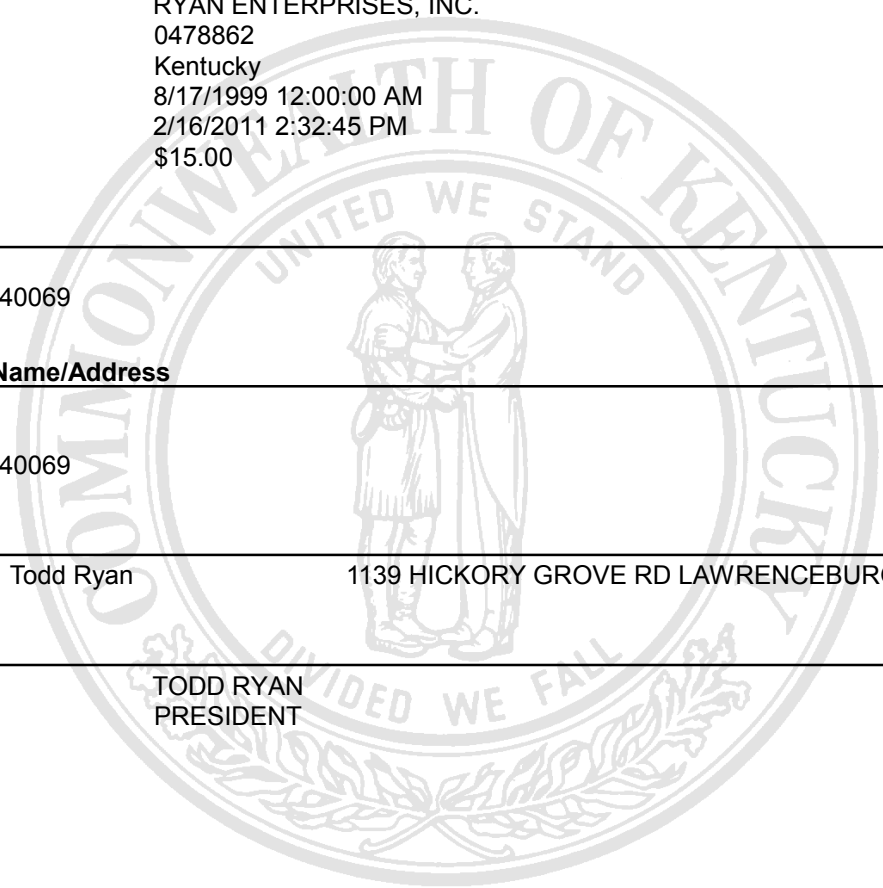 RYAN ENTERPRISES, INC.
0478862
Kentucky
8/17/1999 12:00:00 AM
2/16/2011 2:32:45 PM
$15.00
COMMONWEALTH OF KENTUCKY
UNITED WE STAND
40069
Name/Address
40069
Todd Ryan 1139 HICKORY GROVE RD
DIVIDED WE FALL
TODD RYAN
PRESIDENT